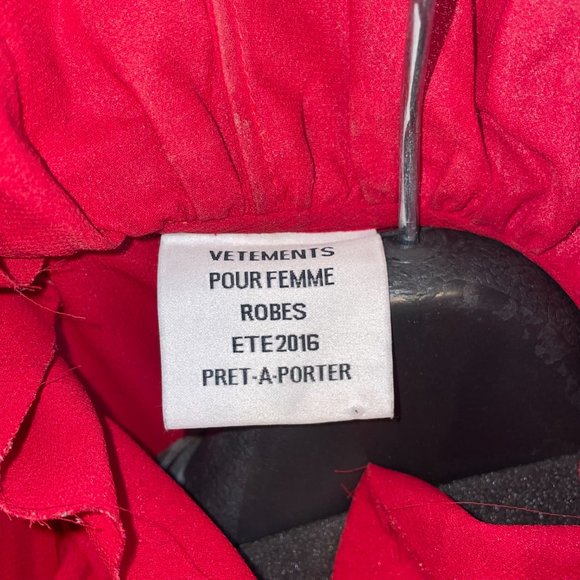 VETEMENTS
POUR FEMME
ROBES
ETE2016
PRET-A-PORTER